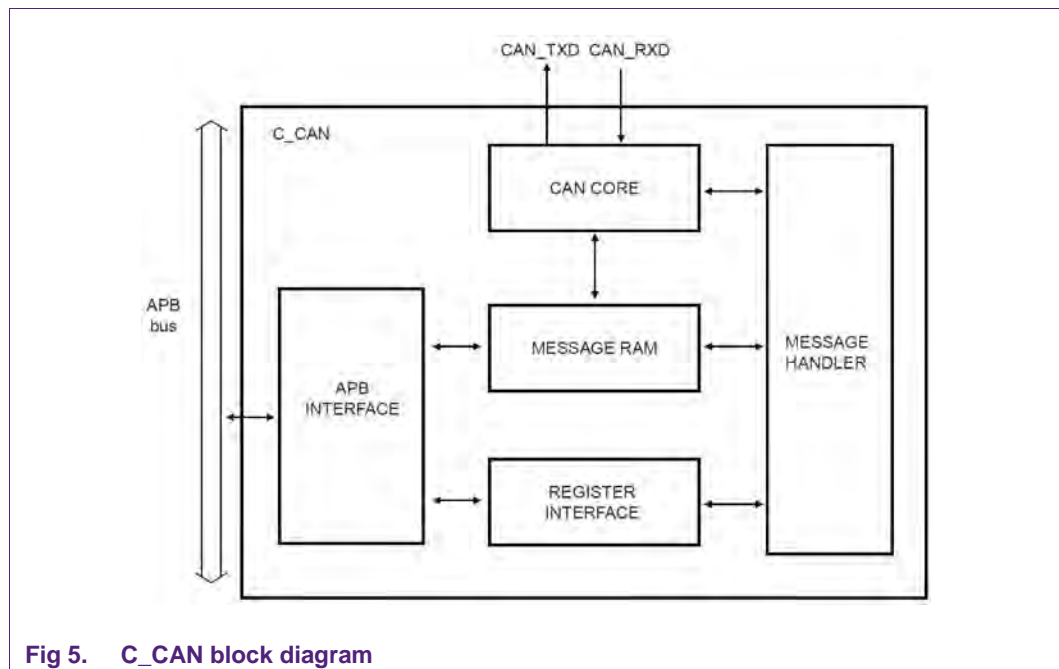 CAN_TXD CAN_RXD
C_CAN
CAN CORE
APB
bus
APB
INTERFACE
MESSAGE RAM
MESSAGE
HANDLER
REGISTER
INTERFACE
Fig 5. C_CAN block diagram